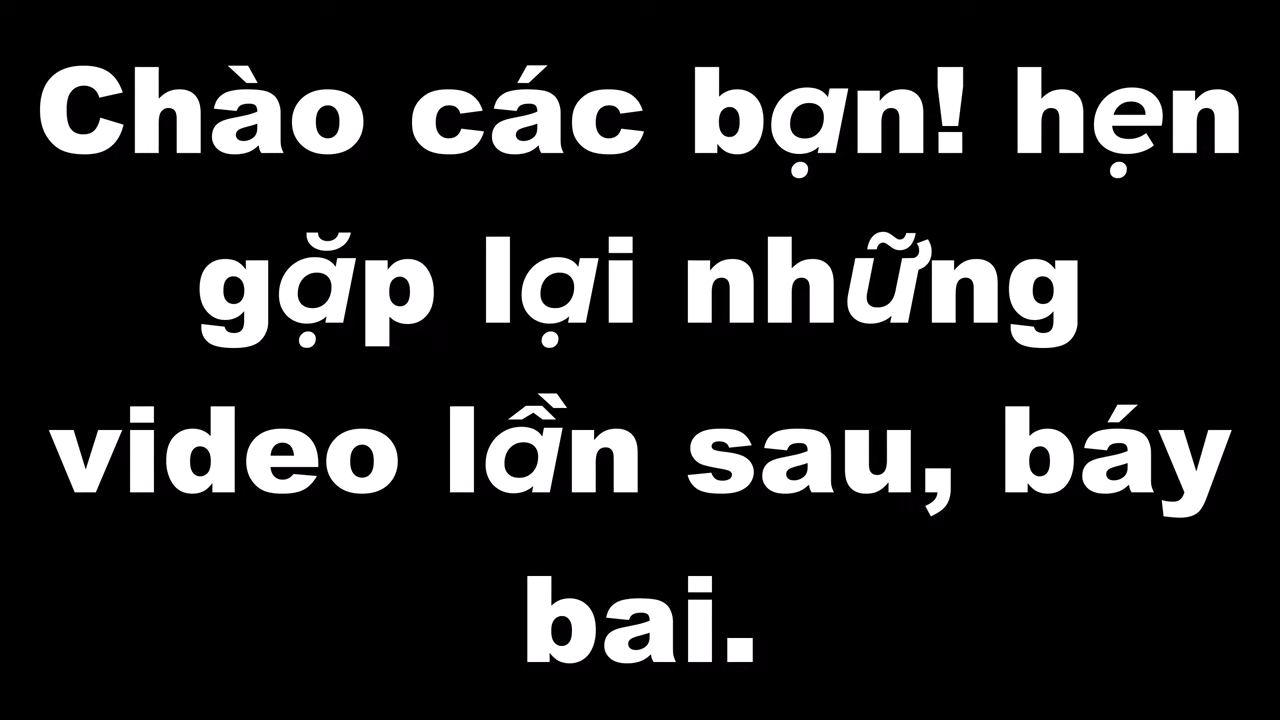 Chào các bạn! hẹn
gặp lại những
video lần sau, báy
bai.